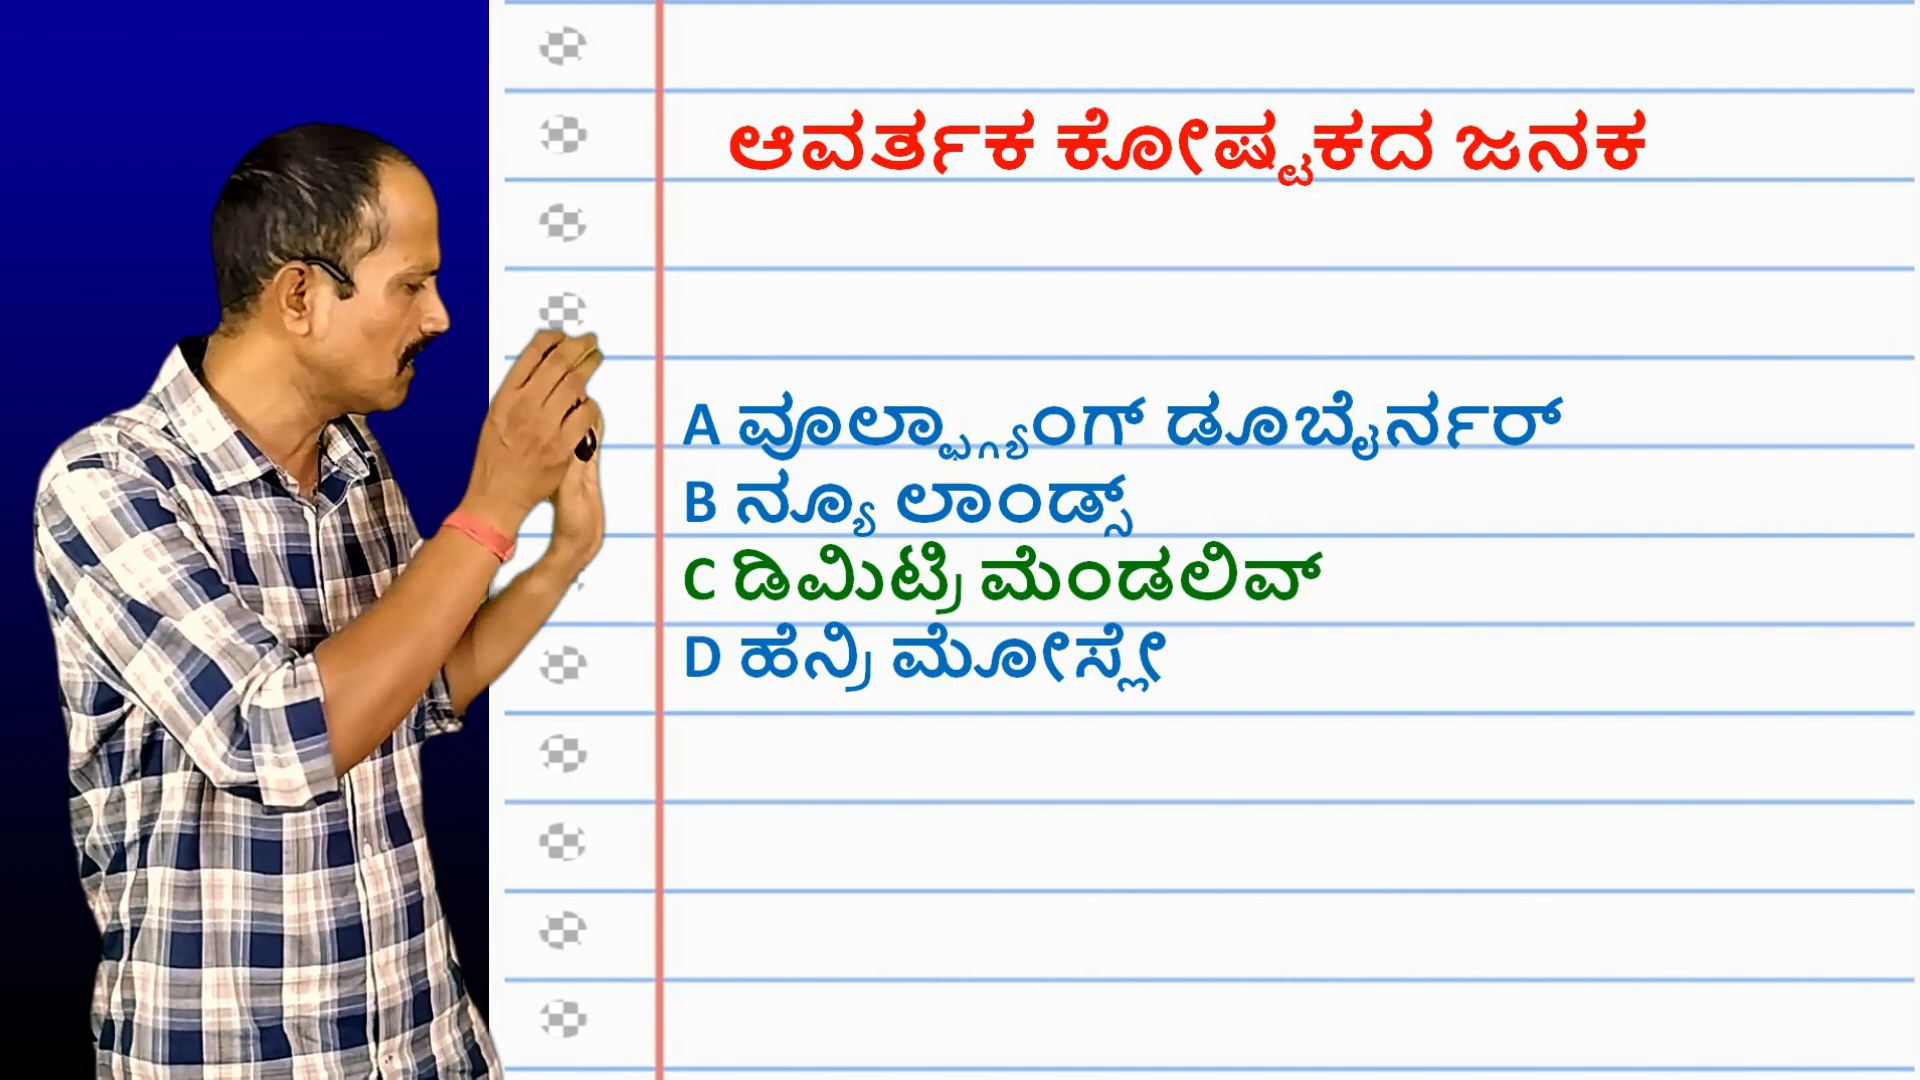 ಆವರ್ತಕ ಕೋಷ್ಟಕದ ಜನಕ
A ವೂಲ್ಫ್ಗ್ಯಾಂಗ್ ಡೂಬೈರ್ನರ್
B ನ್ಯೂ ಲಾಂಡ್ಸ್
C ಡಿಮಿಟ್ರಿ ಮೆಂಡಲಿವ್
D ಹೆನ್ರಿ ಮೋಸ್ಲೇ